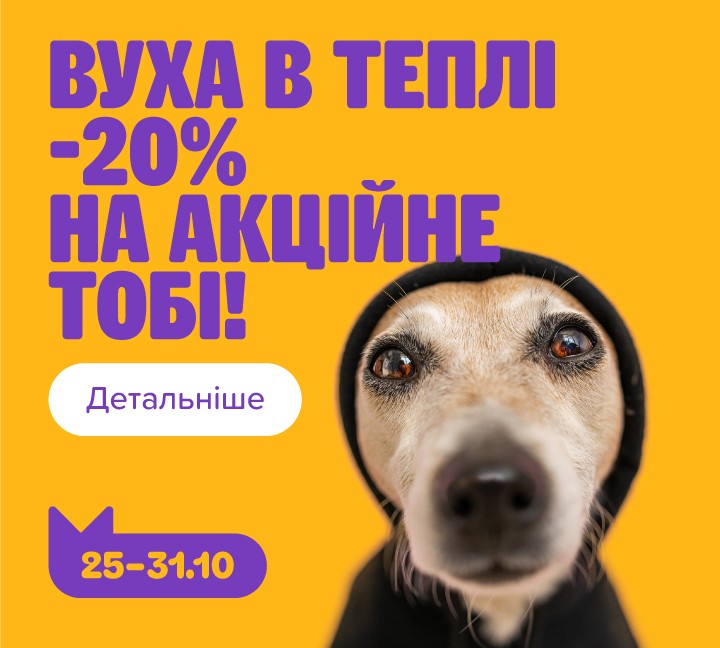 ВУХА В ТЕПЛІ
-20%
НА АКЦІЙНЕ
ТОБІ!
Детальніше
25-31.10